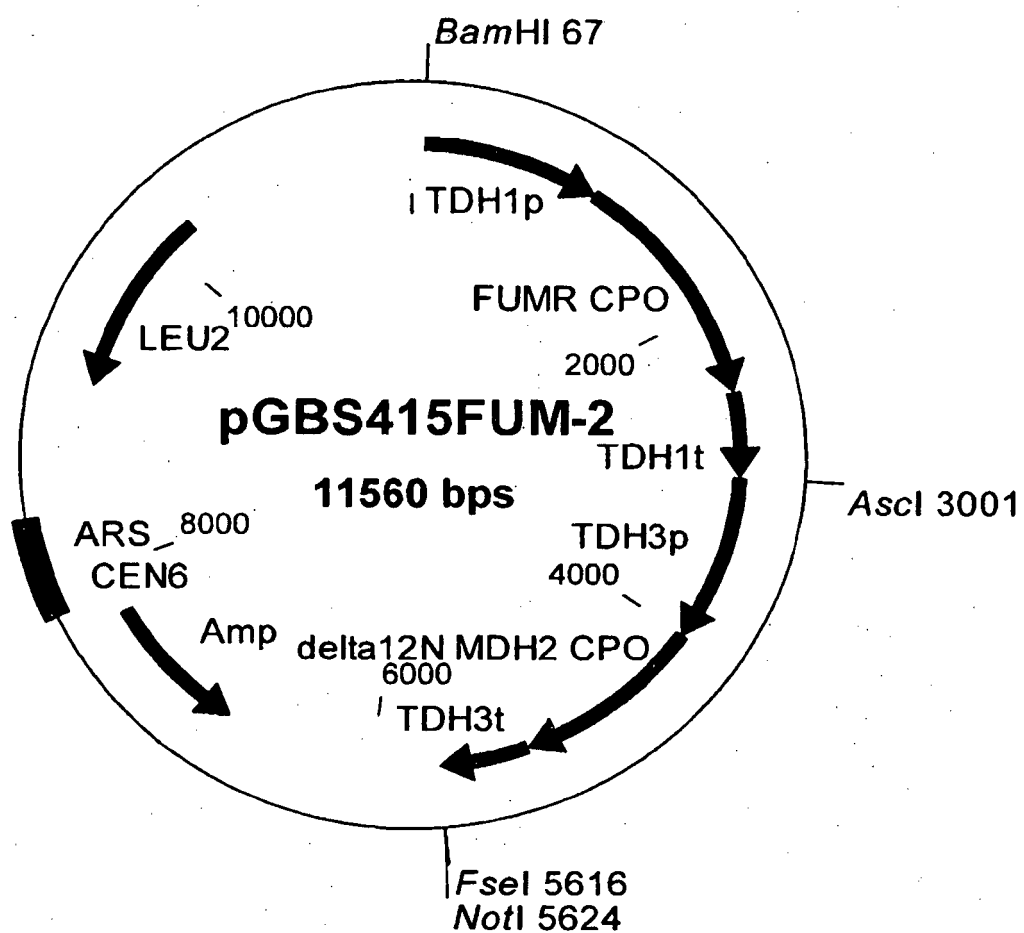 BamHI 67
TDH1p
FUMR CPO
LEU2
10000
2000
pGBS415FUM-2
TDH1t
11560 bps
AscI 3001
ARS
8000
TDH3p
CEN6
4000
Amp
delta12N MDH2 CPO
6000
TDH3t
FseI 5616
NotI 5624